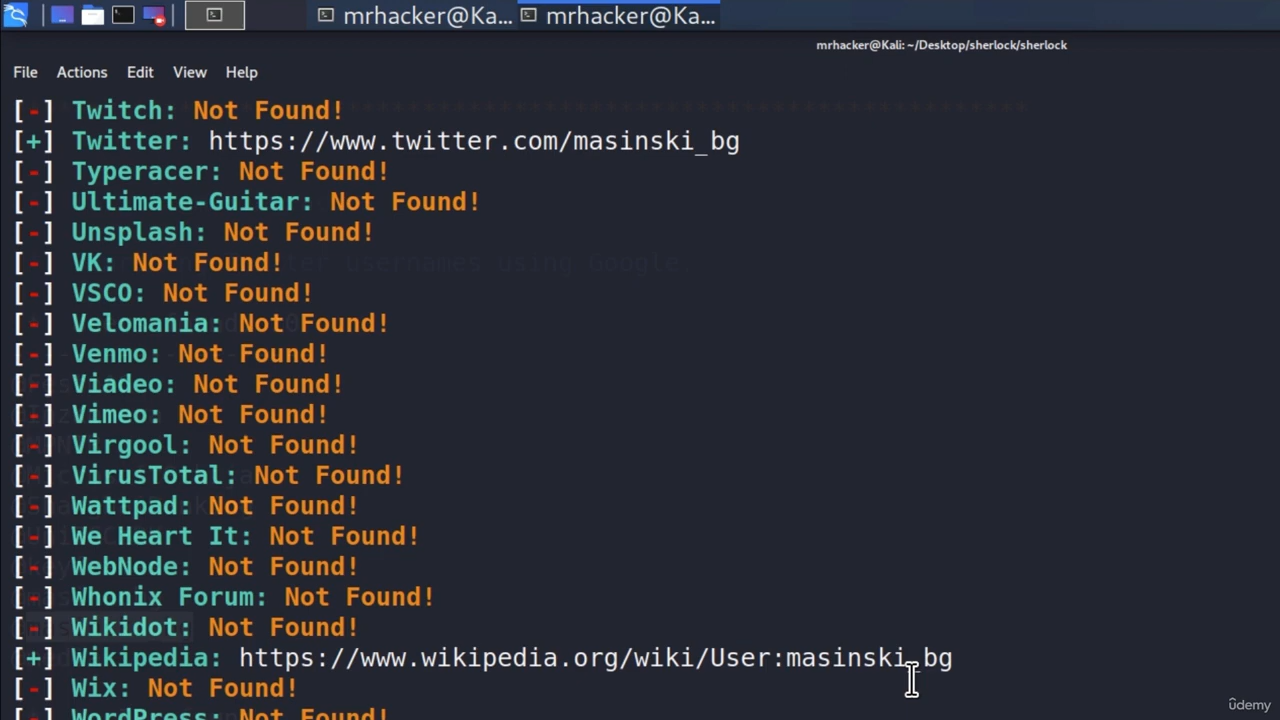 mrhacker@Ka... mrhacker@Ka...
mrhacker@Kali: ~/Desktop/sherlock/sherlock
File Actions Edit View Help
[-] Twitch: Not Found!
[+] Twitter: https://www.twitter.com/masinski_bg
[-] Typeracer: Not Found!
[-] Ultimate-Guitar: Not Found!
[-] Unsplash: Not Found!
[-] VK: Not Found!
[-] VSCO: Not Found!
[-] Velomania: Not Found!
[-] Venmo: Not Found!
[-] Viadeo: Not Found!
[-] Vimeo: Not Found!
[-] Virgool: Not Found!
[-] VirusTotal: Not Found!
[-] Wattpad: Not Found!
[-] We Heart It: Not Found!
[-] WebNode: Not Found!
[-] Whonix Forum: Not Found!
[-] Wikidot: Not Found!
[+] Wikipedia: https://www.wikipedia.org/wiki/User:masinski_bg
[-] Wix: Not Found!
[-] WordPress: Not Found!
ûdemy